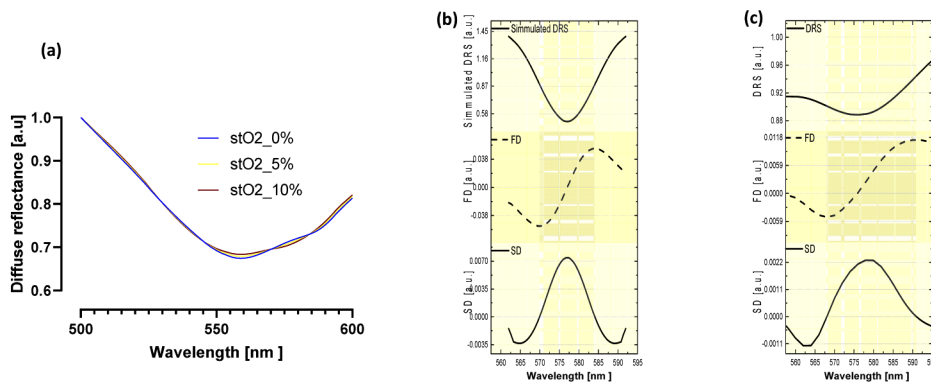 (a)
Diffuse reflectance [a.u]
1.0
0.9
0.8
0.7
0.6
stO2_0%
stO2_5%
stO2_10%
500
550
600
Wavelength [nm ]
(b)
Simmulated DRS [a.u.]
1.45
1.16
0.87
0.58
Simmulated DRS
FD [a.u.]
0.038
0.000
-0.038
FD
SD [a.u.]
0.0070
0.0035
0.0000
-0.0035
SD
560 565 570 575 580 585 590 595
Wavelength [nm]
(c)
DRS [a.u.]
1.00
0.96
0.92
0.88
DRS
FD [a.u.]
0.0118
0.0059
0.0000
-0.0059
FD
SD [a.u.]
0.0022
0.0011
0.0000
-0.0011
SD
560 565 570 575 580 585 590 595
Wavelength [nm]